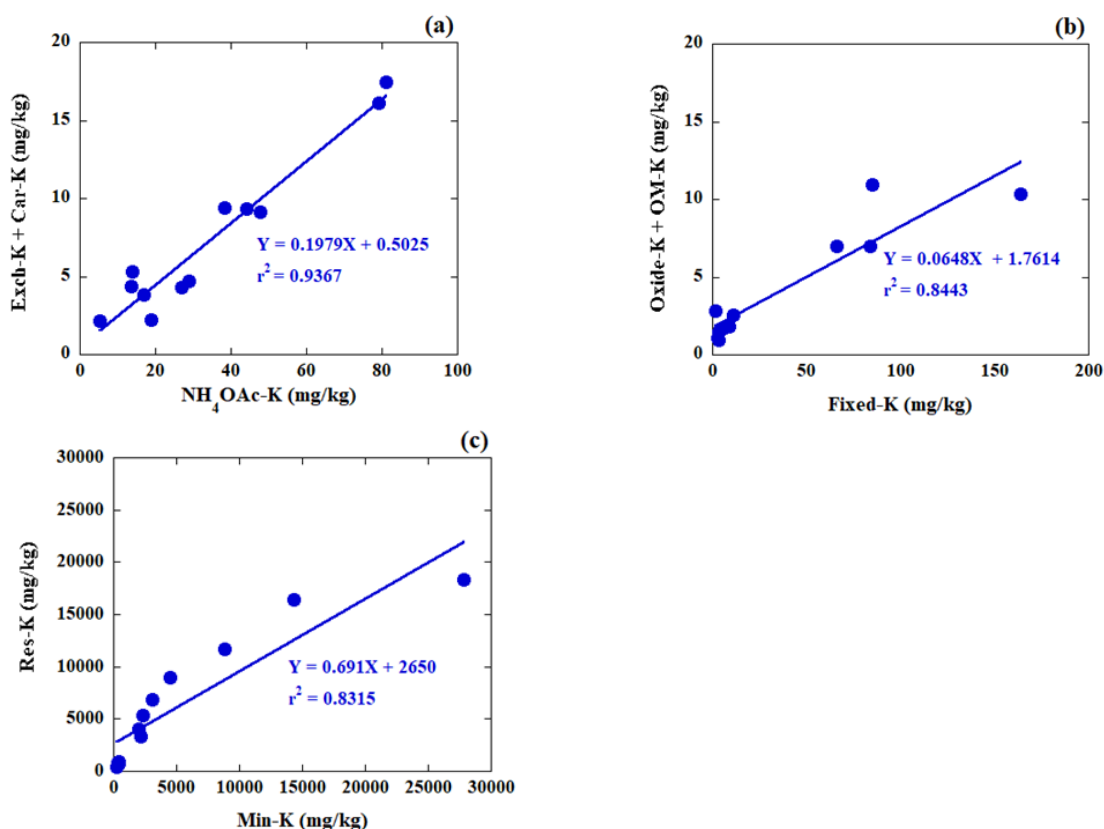 (a)
20
15
10
5
0
Exch-K + Car-K (mg/kg)
Y = 0.1979X + 0.5025
r² = 0.9367
0 20 40 60 80 100
NH₄OAc-K (mg/kg)
(b)
20
15
10
5
0
Oxide-K + OM-K (mg/kg)
Y = 0.0648X + 1.7614
r² = 0.8443
0 50 100 150 200
Fixed-K (mg/kg)
(c)
30000
25000
20000
15000
10000
5000
0
Res-K (mg/kg)
Y = 0.691X + 2650
r² = 0.8315
0 5000 10000 15000 20000 25000 30000
Min-K (mg/kg)